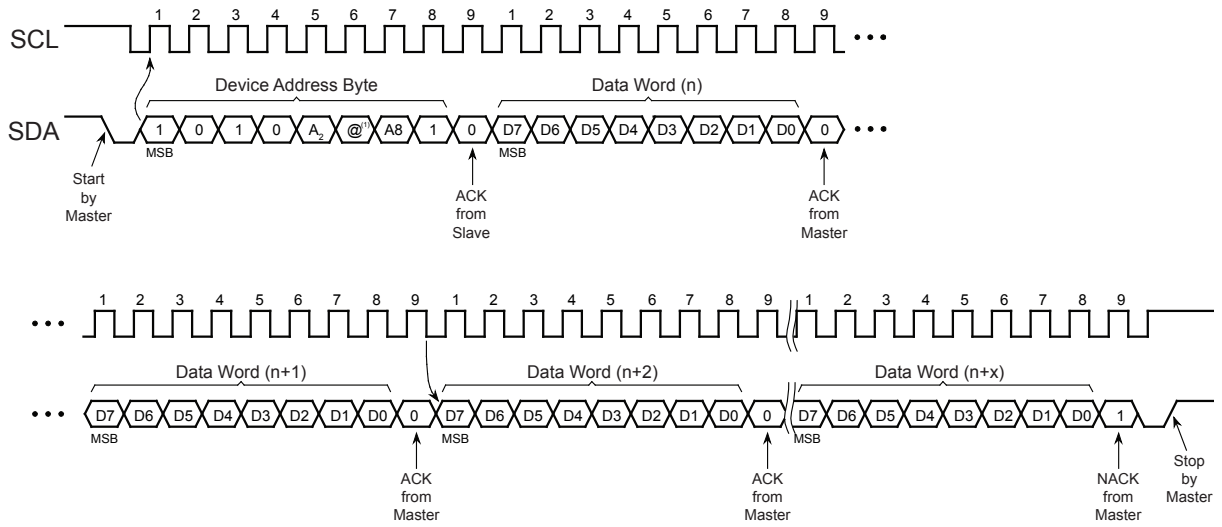 1 2 3 4 5 6 7 8 9 1 2 3 4 5 6 7 8 9
SCL
Device Address Byte Data Word (n)
SDA 1 0 1 0 A2 @(1) A8 1 0 D7 D6 D5 D4 D3 D2 D1 D0 0
MSB MSB
Start
by
Master
ACK
from
Slave
ACK
from
Master
1 2 3 4 5 6 7 8 9 1 2 3 4 5 6 7 8 9 1 2 3 4 5 6 7 8 9
Data Word (n+1) Data Word (n+2) Data Word (n+x)
D7 D6 D5 D4 D3 D2 D1 D0 0 D7 D6 D5 D4 D3 D2 D1 D0 0 D7 D6 D5 D4 D3 D2 D1 D0 1
MSB MSB MSB
ACK
from
Master
ACK
from
Master
NACK
from
Master
Stop
by
Master